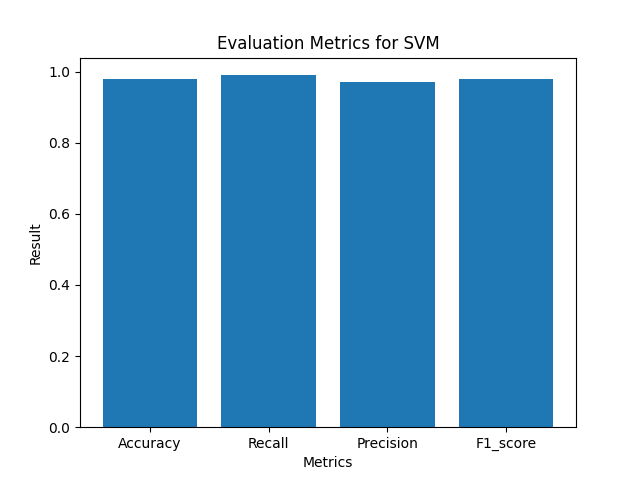 Evaluation Metrics for SVM
1.0
0.8
0.6
0.4
0.2
0.0
Result
Accuracy
Recall
Precision
F1_score
Metrics